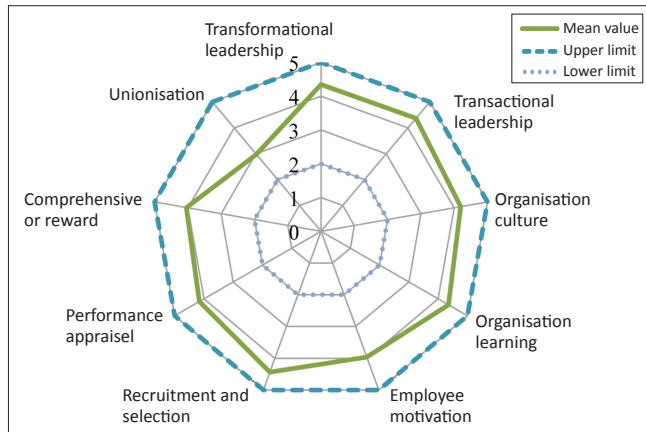 Transformational
leadership
Mean value
Upper limit
Lower limit
Unionisation
Transactional
leadership
5
4
3
2
1
0
Comprehensive
or reward
Organisation
culture
Performance
appraisel
Organisation
learning
Recruitment and
selection
Employee
motivation